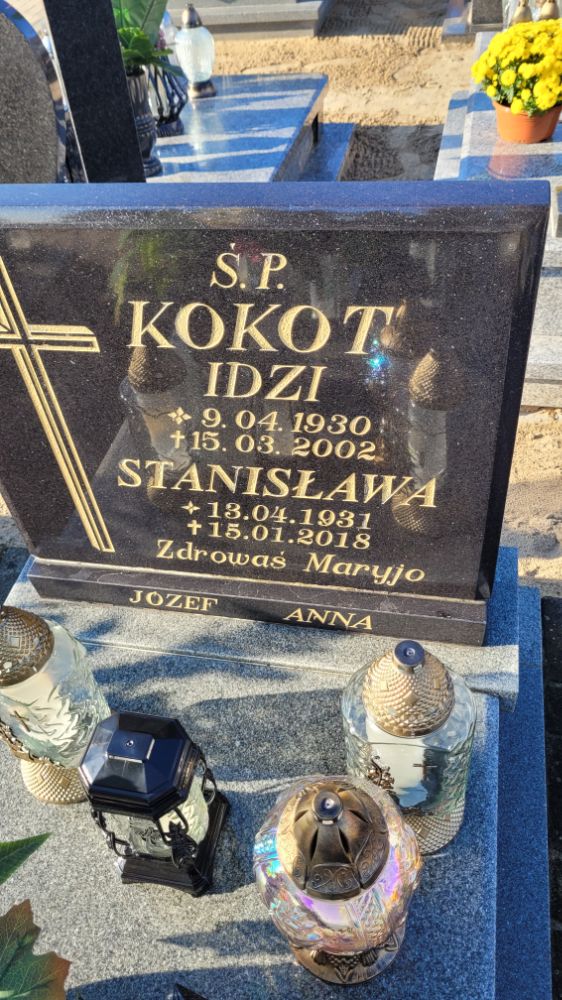 Ś.P.
KOKOT
IDZI
9.04.1930
15.03.2002
STANISŁAWA
13.04.1931
15.01.2018
Zdrowaś Maryjo
JÓZEF ANNA